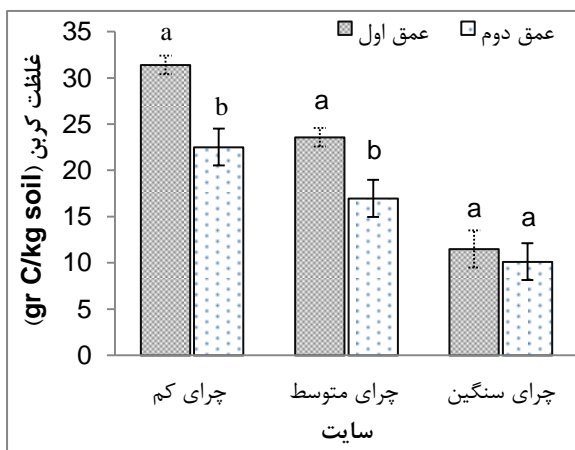 عمق اول
عمق دوم
غلظت کربن (gr C/kg soil)
35
30
25
20
15
10
5
0
a
b
a
b
a
a
چرای کم
چرای متوسط
چرای سنگین
سایت